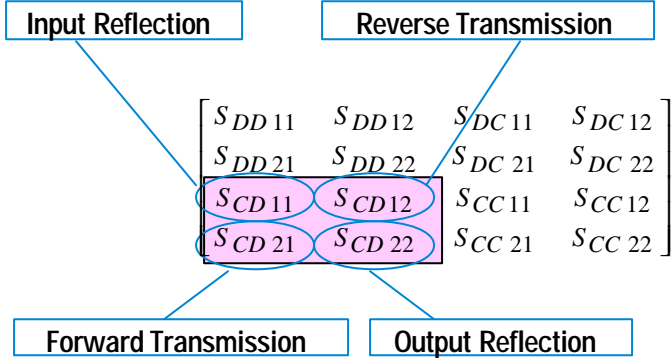 Input Reflection Reverse Transmission
S DD 11 S DD 12 S DC 11 S DC 12
S DD 21 S DD 22 S DC 21 S DC 22
S CD 11 S CD 12 S CC 11 S CC 12
S CD 21 S CD 22 S CC 21 S CC 22
Forward Transmission Output Reflection